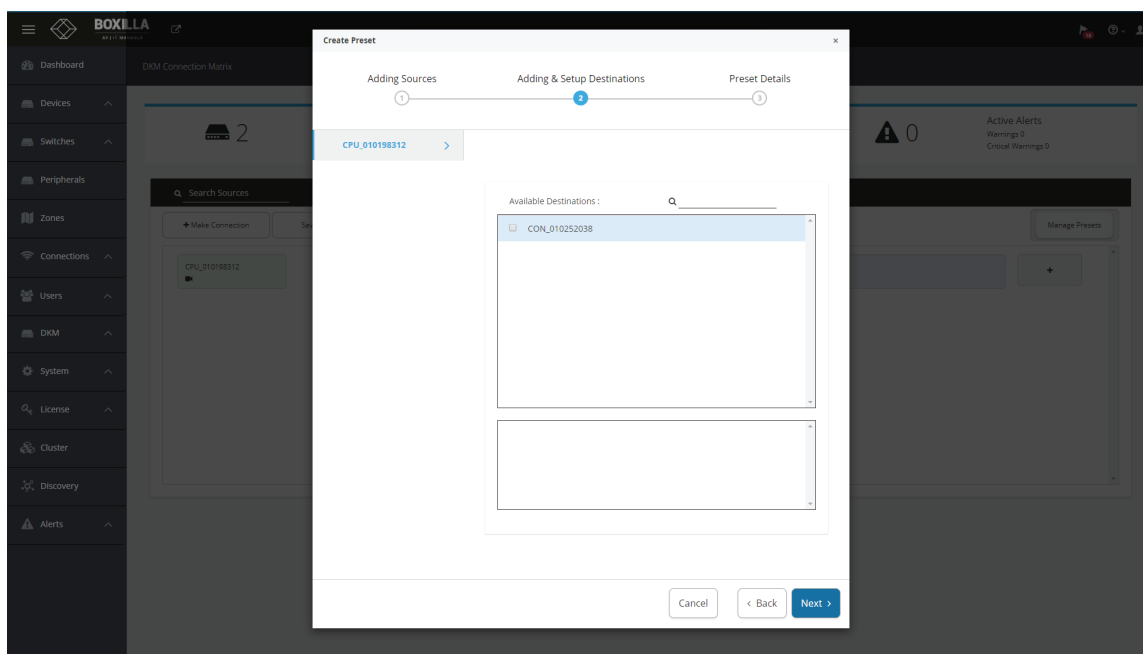 BOXILLA
Create Preset
×
Dashboard
DKM Connection Matrix
Adding Sources
Adding & Setup Destinations
Preset Details
1
2
3
Devices
2
0
Active Alerts
Warnings 0
Critical Warnings 0
Switches
CPU_010198312
Peripherals
Search Sources
Available Destinations :
Zones
+ Make Connection
Manage Presets
CON_010252038
Connections
CPU_010198312
+
Users
DKM
System
License
Cluster
Discovery
Alerts
Cancel
< Back
Next >